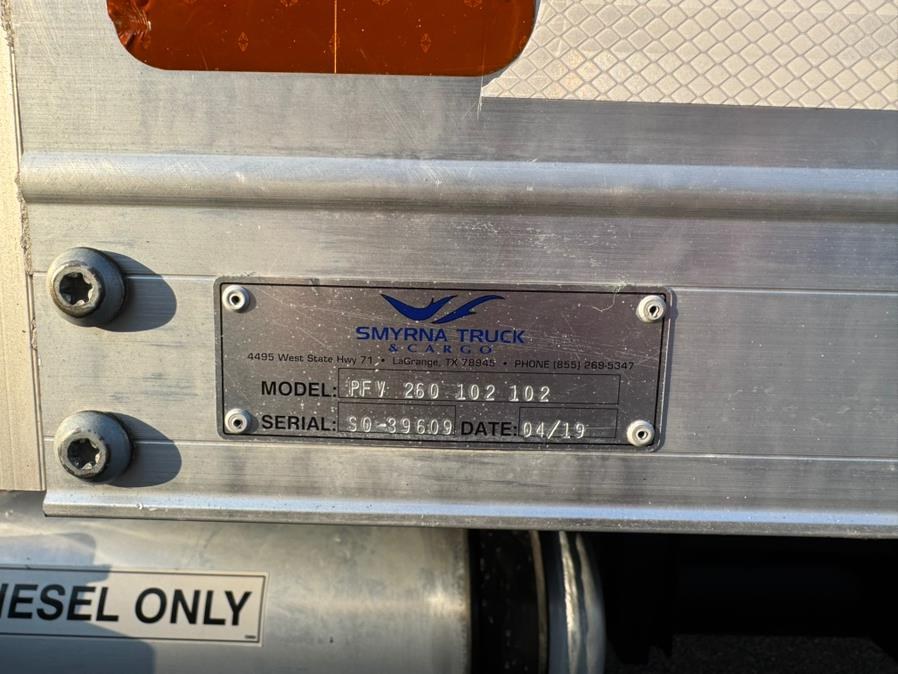 SMYRNA TRUCK
& CARGO
4495 West State Hwy 71 • LaGrange, TX 78945 • PHONE (855) 269-5347
MODEL: PFV 260 102 102
SERIAL: SO-39609 DATE: 04/19
IESEL ONLY